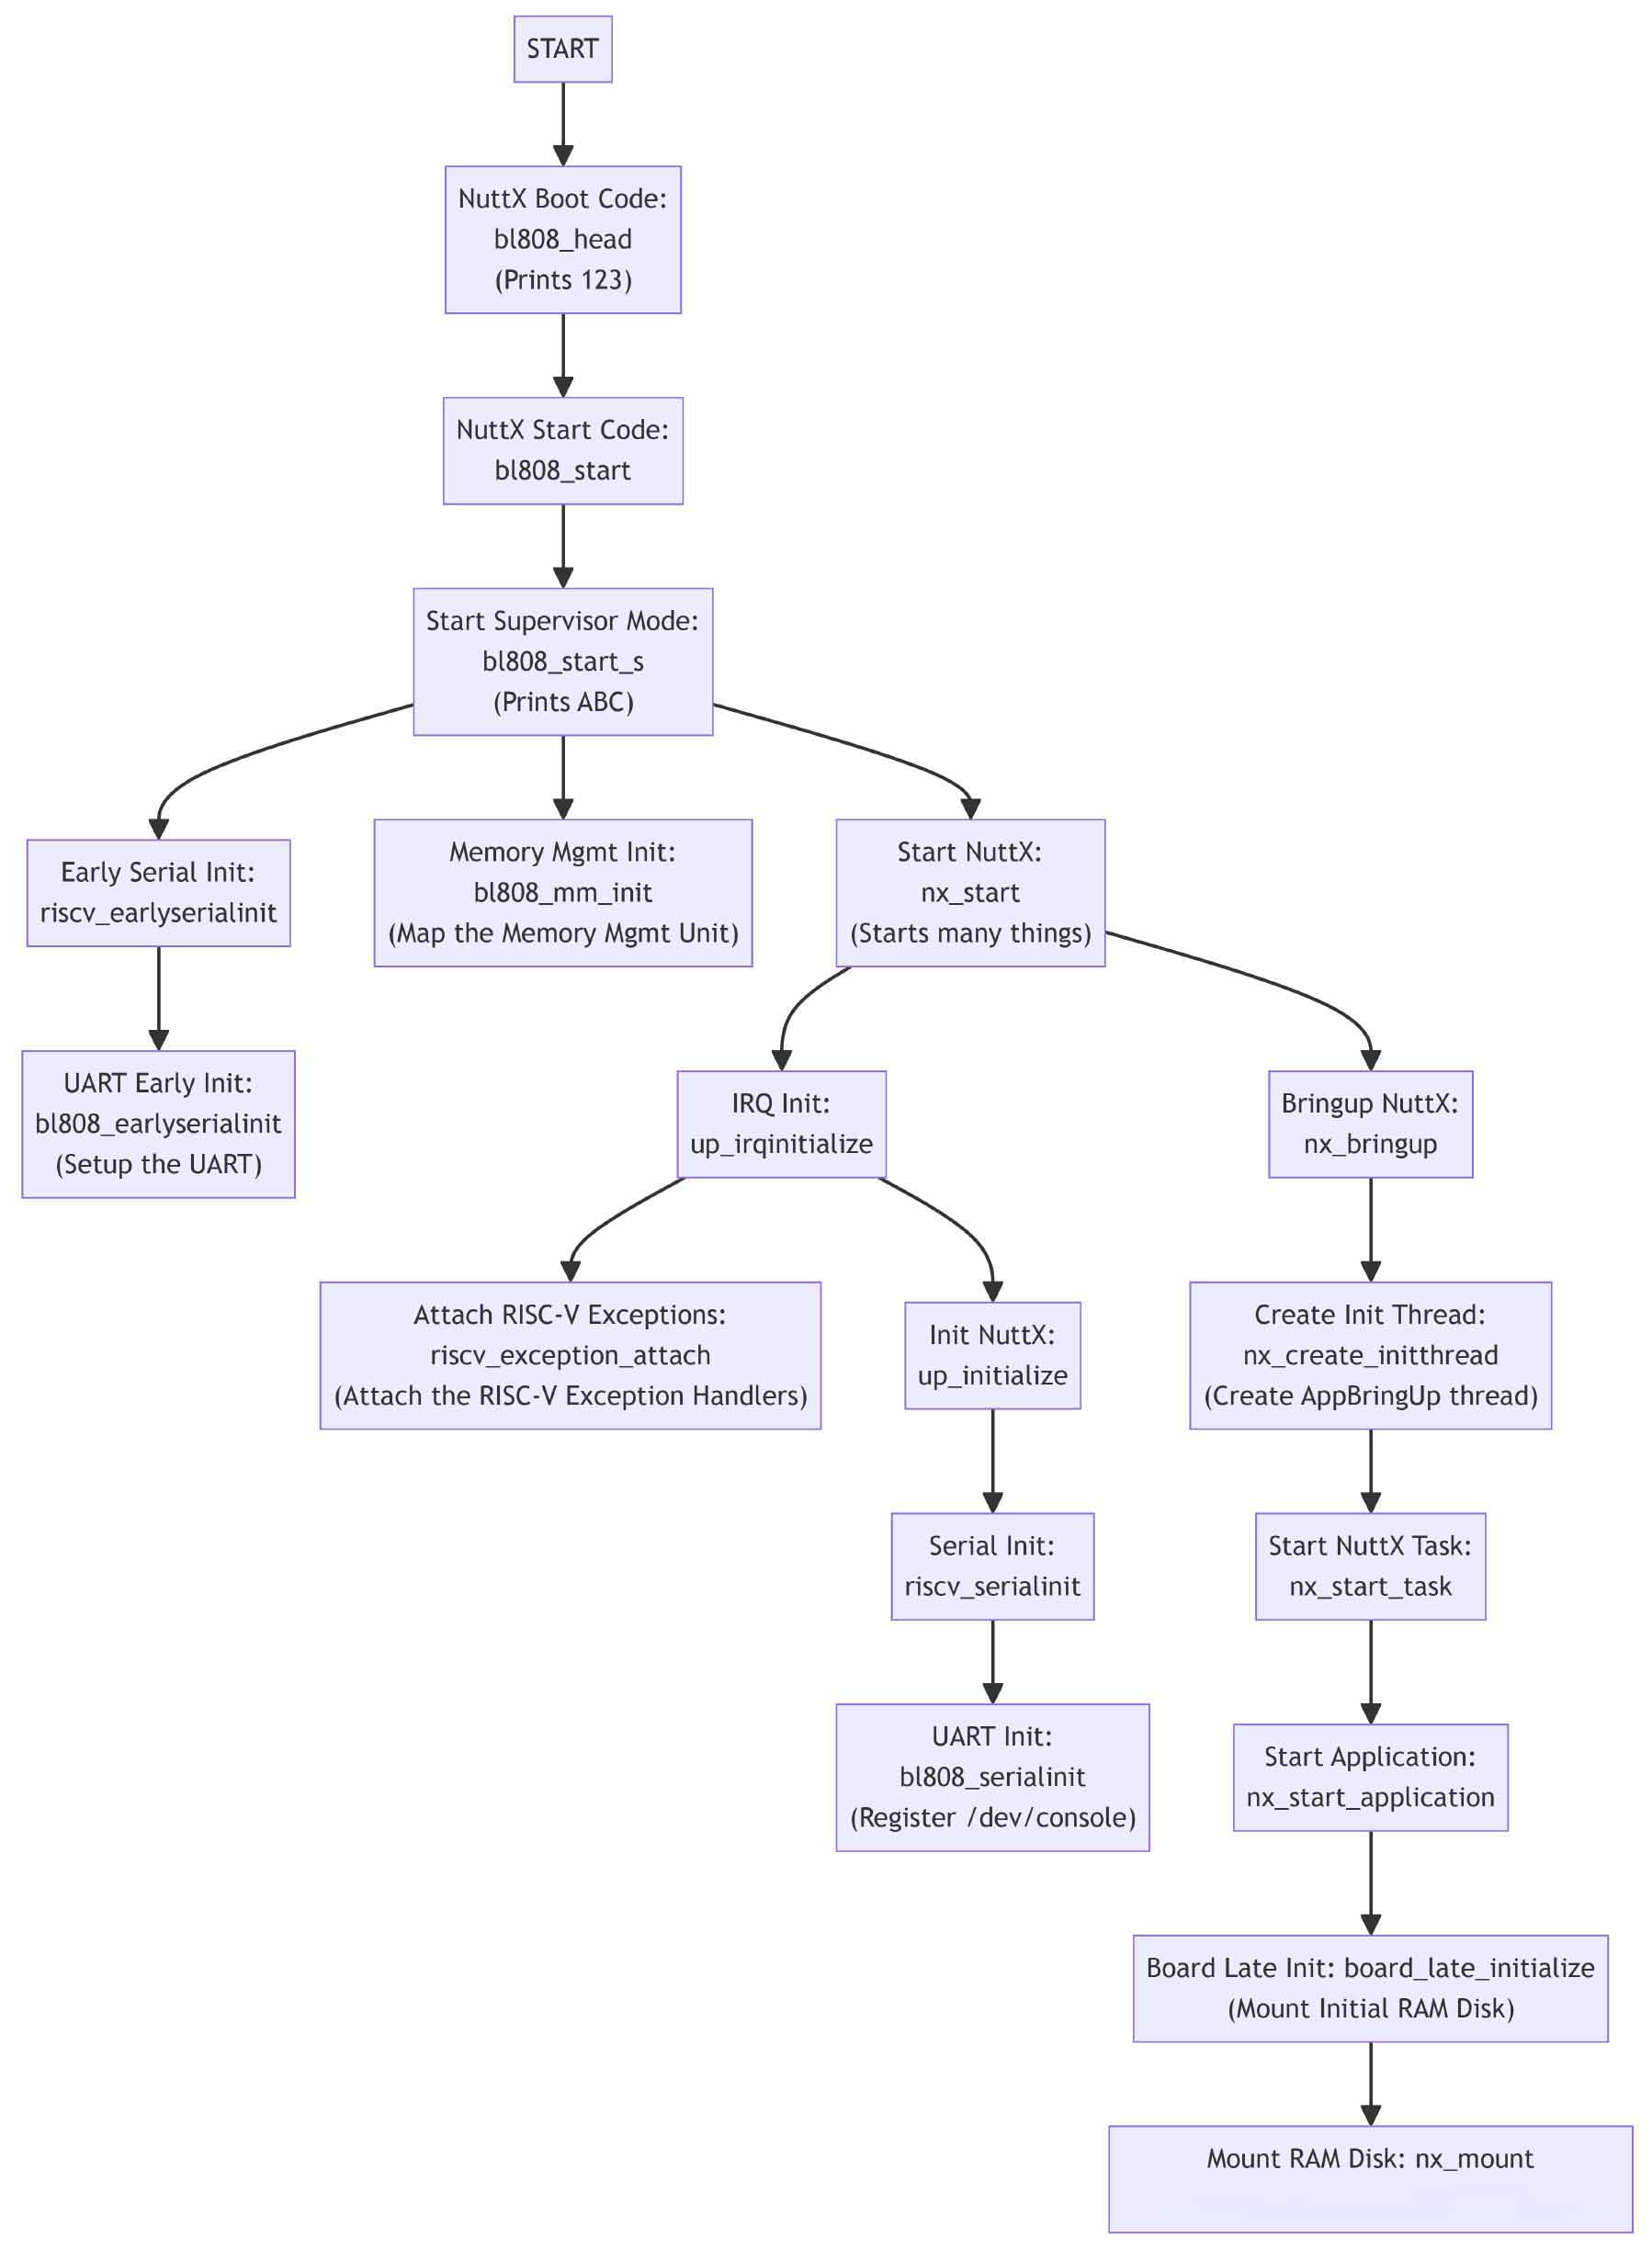 START
NuttX Boot Code:
bl808_head
(Prints 123)
NuttX Start Code:
bl808_start
Start Supervisor Mode:
bl808_start_s
(Prints ABC)
Early Serial Init:
riscv_earlyserialinit
Memory Mgmt Init:
bl808_mm_init
(Map the Memory Mgmt Unit)
Start NuttX:
nx_start
(Starts many things)
UART Early Init:
bl808_earlyserialinit
(Setup the UART)
IRQ Init:
up_irqinitialize
Bringup NuttX:
nx_bringup
Attach RISC-V Exceptions:
riscv_exception_attach
(Attach the RISC-V Exception Handlers)
Init NuttX:
up_initialize
Create Init Thread:
nx_create_initthread
(Create AppBringUp thread)
Serial Init:
riscv_serialinit
Start NuttX Task:
nx_start_task
UART Init:
bl808_serialinit
(Register /dev/console)
Start Application:
nx_start_application
Board Late Init: board_late_initialize
(Mount Initial RAM Disk)
Mount RAM Disk: nx_mount